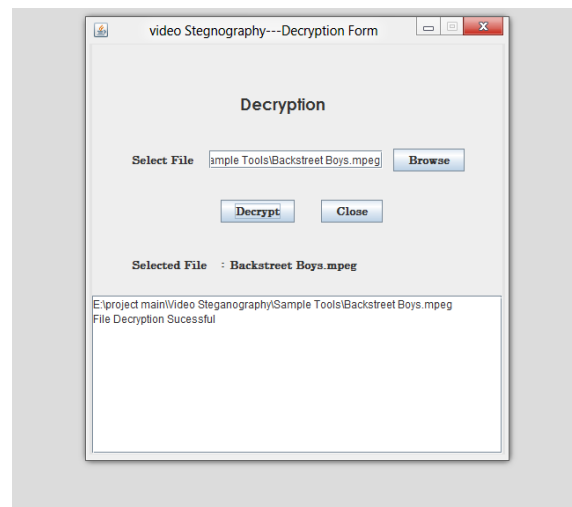 video Stegnography---Decryption Form
Decryption
Select File ample Tools\Backstreet Boys.mpeg Browse
Decrypt Close
Selected File : Backstreet Boys.mpeg
E:\project main\Video Steganography\Sample Tools\Backstreet Boys.mpeg
File Decryption Sucessful